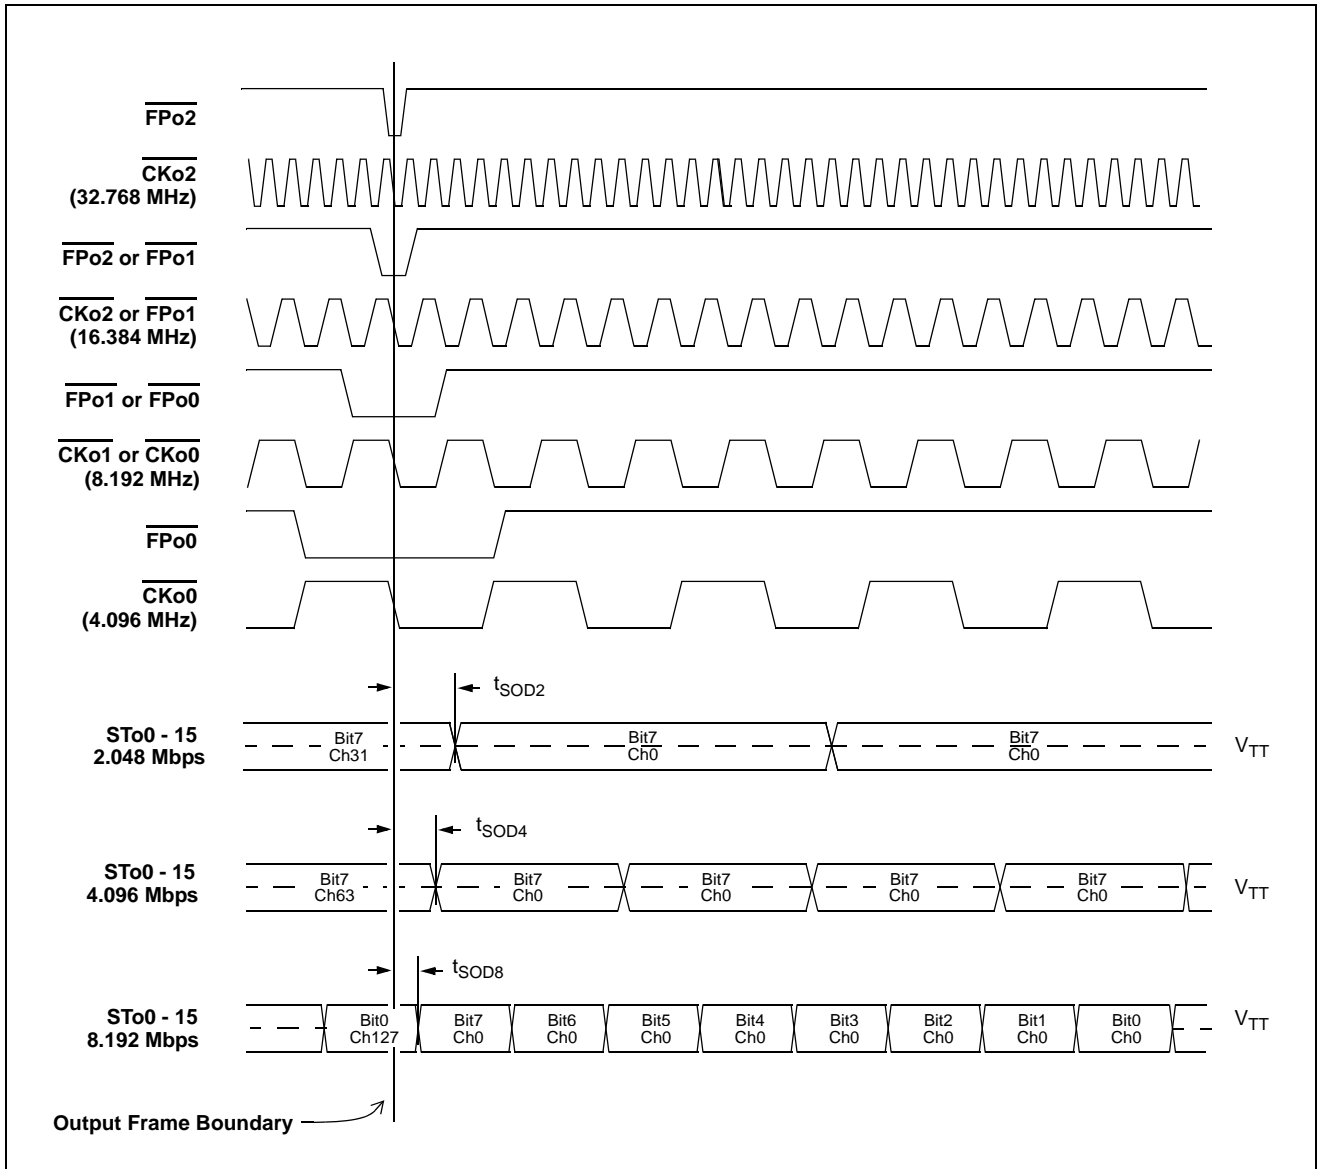 FPo2
CKo2
(32.768 MHz)
FPo2 or FPo1
CKo2 or FPo1
(16.384 MHz)
FPo1 or FPo0
CKo1 or CKo0
(8.192 MHz)
FPo0
CKo0
(4.096 MHz)
tSOD2
STo0 - 15
2.048 Mbps
Bit7
Ch31
Bit7
Ch0
Bit7
Ch0
VTT
tSOD4
STo0 - 15
4.096 Mbps
Bit7
Ch63
Bit7
Ch0
Bit7
Ch0
Bit7
Ch0
Bit7
Ch0
VTT
tSOD8
STo0 - 15
8.192 Mbps
Bit0
Ch127
Bit7
Ch0
Bit6
Ch0
Bit5
Ch0
Bit4
Ch0
Bit3
Ch0
Bit2
Ch0
Bit1
Ch0
Bit0
Ch0
VTT
Output Frame Boundary